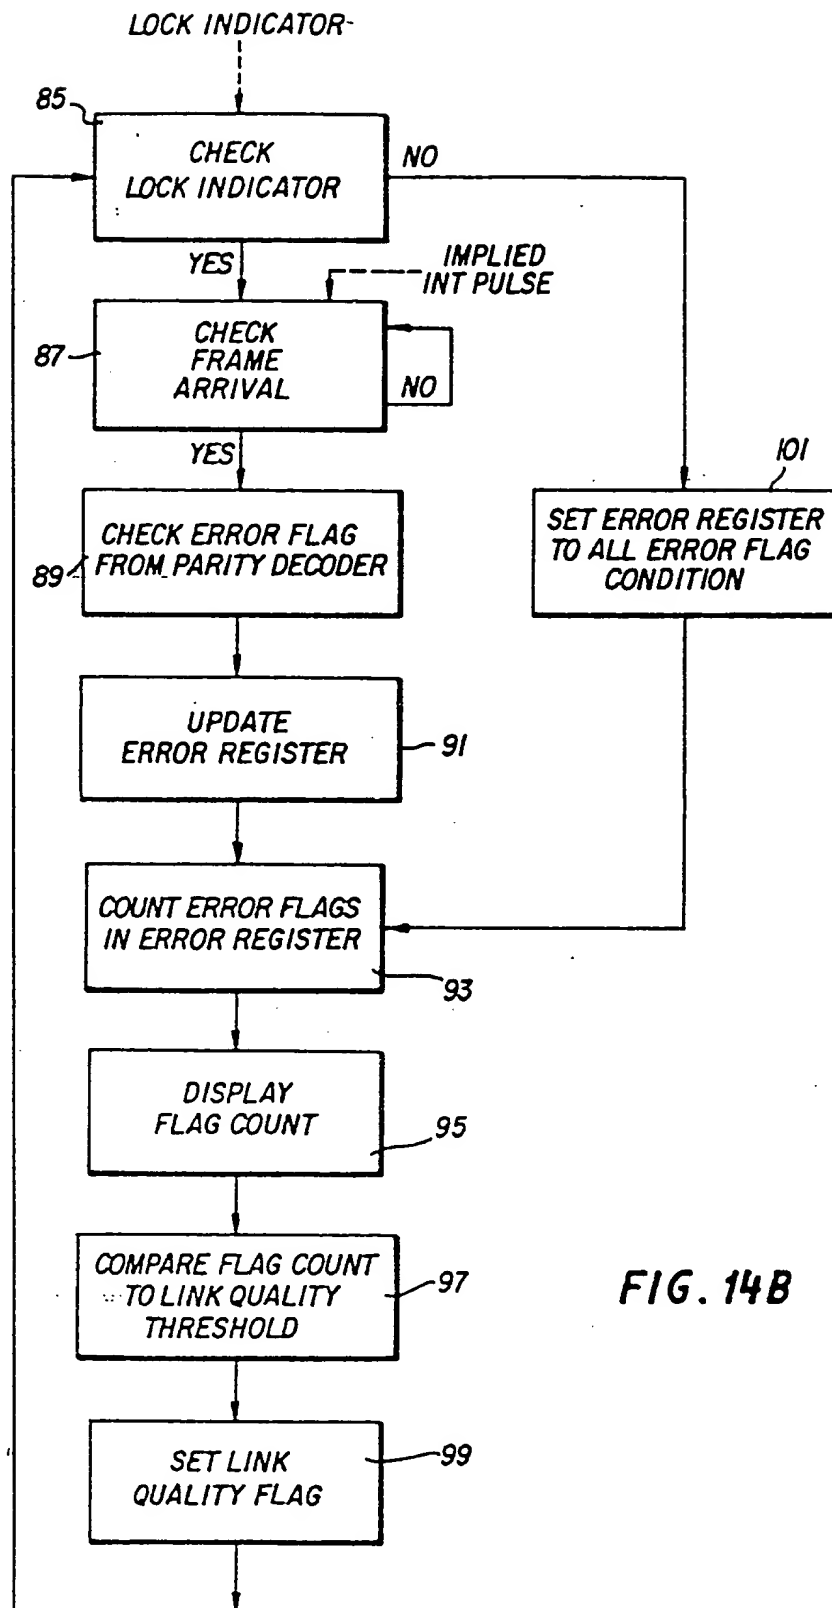 LOCK INDICATOR
85
CHECK
LOCK INDICATOR
NO
YES
IMPLIED
INT PULSE
87
CHECK
FRAME
ARRIVAL
NO
YES
101
CHECK ERROR FLAG
FROM PARITY DECODER
89
SET ERROR REGISTER
TO ALL ERROR FLAG
CONDITION
UPDATE
ERROR REGISTER
91
COUNT ERROR FLAGS
IN ERROR REGISTER
93
DISPLAY
FLAG COUNT
95
COMPARE FLAG COUNT
TO LINK QUALITY
THRESHOLD
97
FIG. 14B
SET LINK
QUALITY FLAG
99